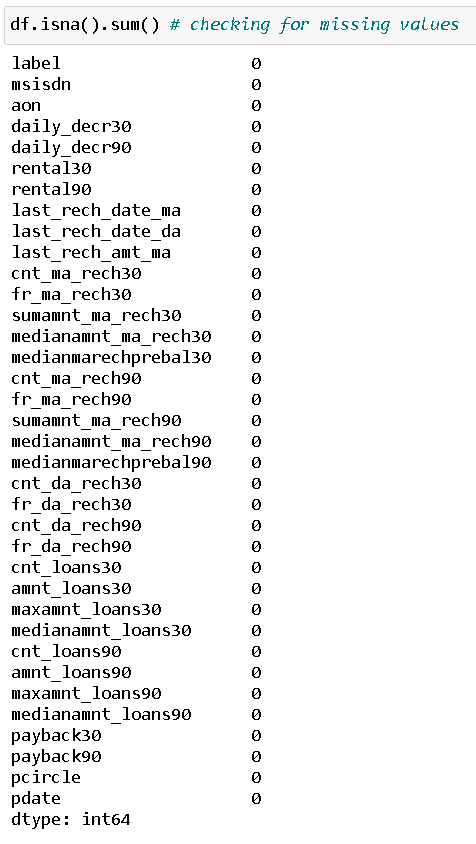 df.isna().sum() # checking for missing values
label 0
msisdn 0
aon 0
daily_decr30 0
daily_decr90 0
rental30 0
rental90 0
last_rech_date_ma 0
last_rech_date_da 0
last_rech_amt_ma 0
cnt_ma_rech30 0
fr_ma_rech30 0
sumamnt_ma_rech30 0
medianamnt_ma_rech30 0
medianmarechprebal30 0
cnt_ma_rech90 0
fr_ma_rech90 0
sumamnt_ma_rech90 0
medianamnt_ma_rech90 0
medianmarechprebal90 0
cnt_da_rech30 0
fr_da_rech30 0
cnt_da_rech90 0
fr_da_rech90 0
cnt_loans30 0
amnt_loans30 0
maxamnt_loans30 0
medianamnt_loans30 0
cnt_loans90 0
amnt_loans90 0
maxamnt_loans90 0
medianamnt_loans90 0
payback30 0
payback90 0
pcircle 0
pdate 0
dtype: int64